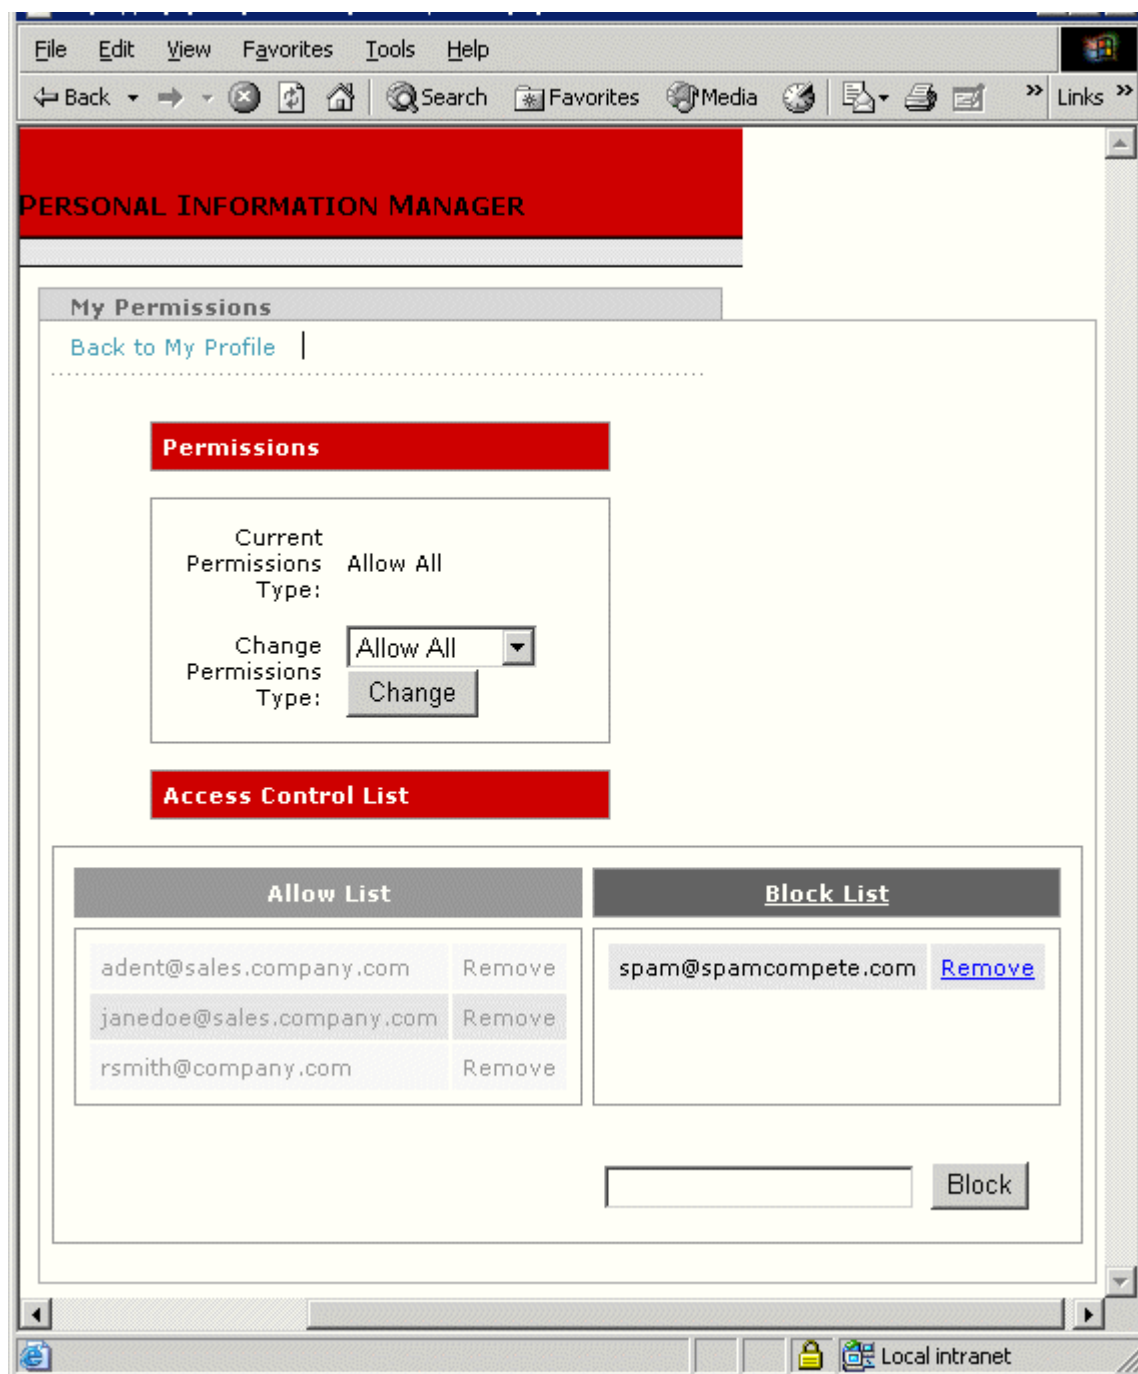 File Edit View Favorites Tools Help
Back Search Favorites Media Links
PERSONAL INFORMATION MANAGER
My Permissions
Back to My Profile |
Permissions
Current
Permissions Allow All
Type:
Change Allow All
Permissions
Type: Change
Access Control List
Allow List Block List
adent@sales.company.com Remove spam@spamcompete.com Remove
janedoe@sales.company.com Remove
rsmith@company.com Remove
Block
Local intranet